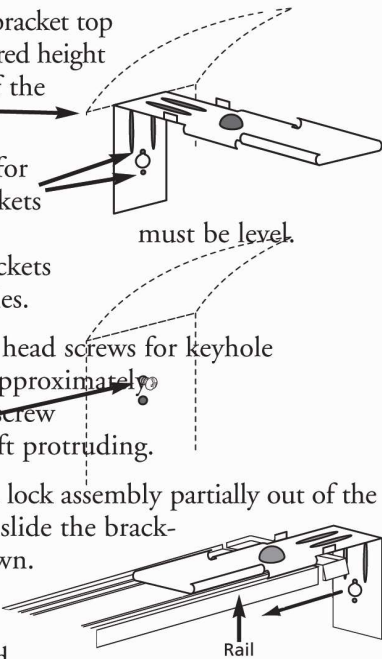 bracket top
red height
f the
for
kets
must be level.
ckets
es.
head screws for keyhole
pproximately
screw
ft protruding.
lock assembly partially out of the
slide the brack-
wn.
Rail